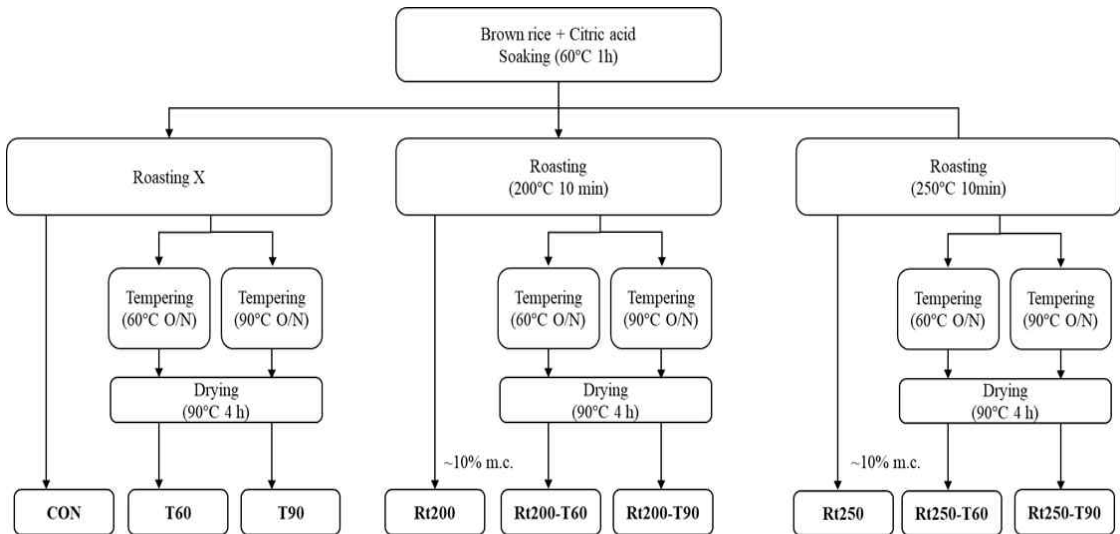 Brown rice + Citric acid
Soaking (60°C 1h)
Roasting X
Roasting
(200°C 10 min)
Roasting
(250°C 10min)
Tempering
(60°C O/N)
Tempering
(90°C O/N)
Tempering
(60°C O/N)
Tempering
(90°C O/N)
Tempering
(60°C O/N)
Tempering
(90°C O/N)
Drying
(90°C 4 h)
Drying
(90°C 4 h)
Drying
(90°C 4 h)
~10% m.c.
~10% m.c.
CON
T60
T90
Rt200
Rt200-T60
Rt200-T90
Rt250
Rt250-T60
Rt250-T90